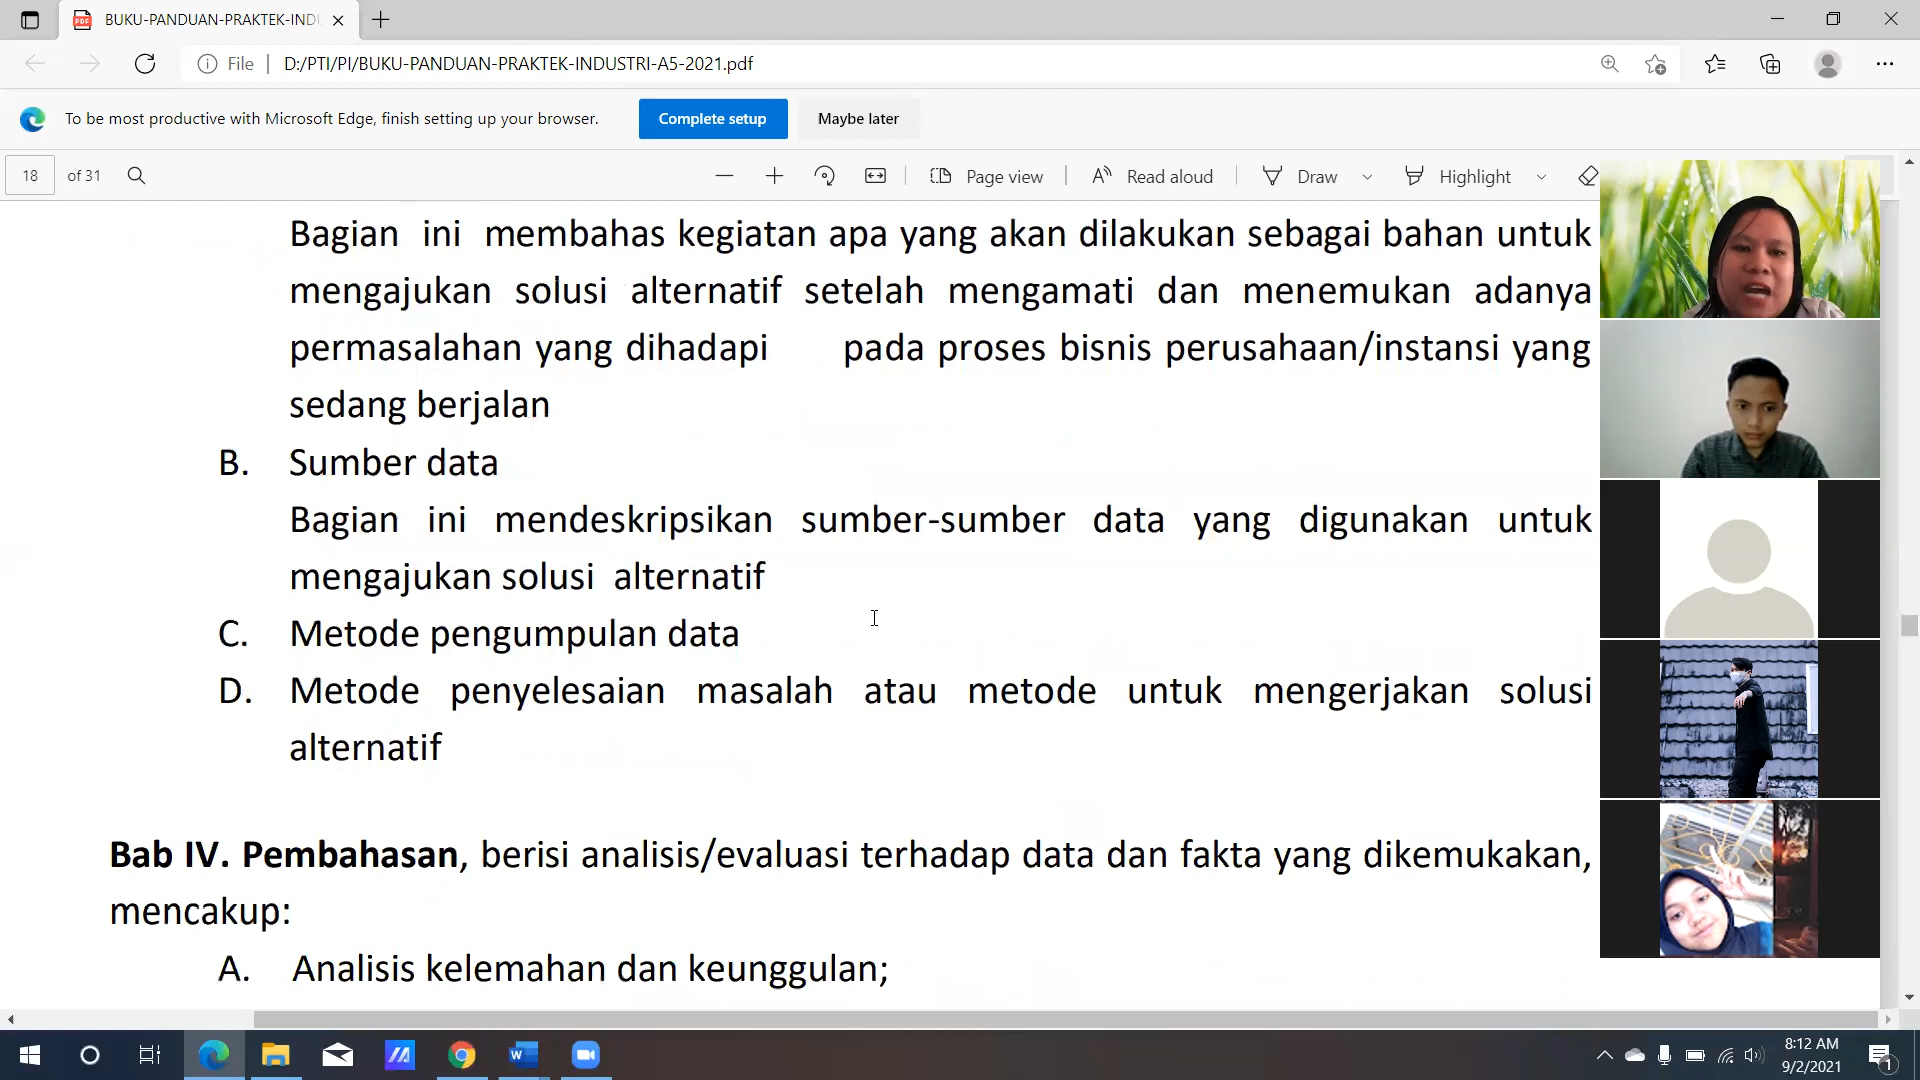 BUKU-PANDUAN-PRAKTEK-IND
File
D:/PTI/PI/BUKU-PANDUAN-PRAKTEK-INDUSTRI-A5-2021.pdf
To be most productive with Microsoft Edge, finish setting up your browser. Complete setup Maybe later
18 of 31 Page view Read aloud Draw Highlight
Bagian ini membahas kegiatan apa yang akan dilakukan sebagai bahan untuk
mengajukan solusi alternatif setelah mengamati dan menemukan adanya
permasalahan yang dihadapi pada proses bisnis perusahaan/instansi yang
sedang berjalan
B. Sumber data
Bagian ini mendeskripsikan sumber-sumber data yang digunakan untuk
mengajukan solusi alternatif
C. Metode pengumpulan data
D. Metode penyelesaian masalah atau metode untuk mengerjakan solusi
alternatif
Bab IV. Pembahasan, berisi analisis/evaluasi terhadap data dan fakta yang dikemukakan,
mencakup:
A. Analisis kelemahan dan keunggulan;
8:12 AM
9/2/2021
1